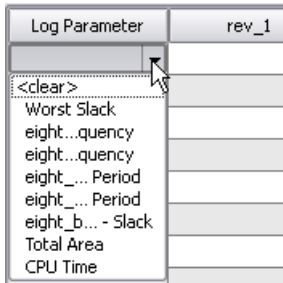 Log Parameter rev_1
<clear>
Worst Slack
eight...quency
eight...quency
eight_... Period
eight_... Period
eight_b... - Slack
Total Area
CPU Time